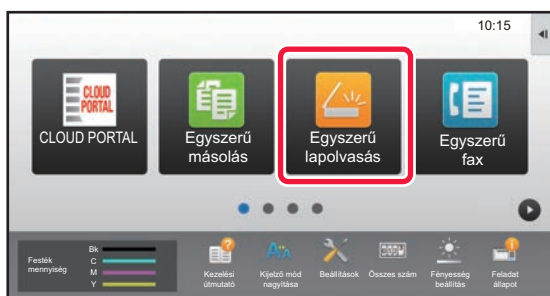 10:15
CLOUD
PORTAL
CLOUD PORTAL
Egyszerű
másolás
Egyszerű
lapolvasás
Egyszerű
fax
Festék
mennyiség
Bk
C
M
Y
Kezelési
útmutató
Kijelző mód
nagyítása
Beállítások
Összes szám
Fényesség
beállítás
Feladat
állapot